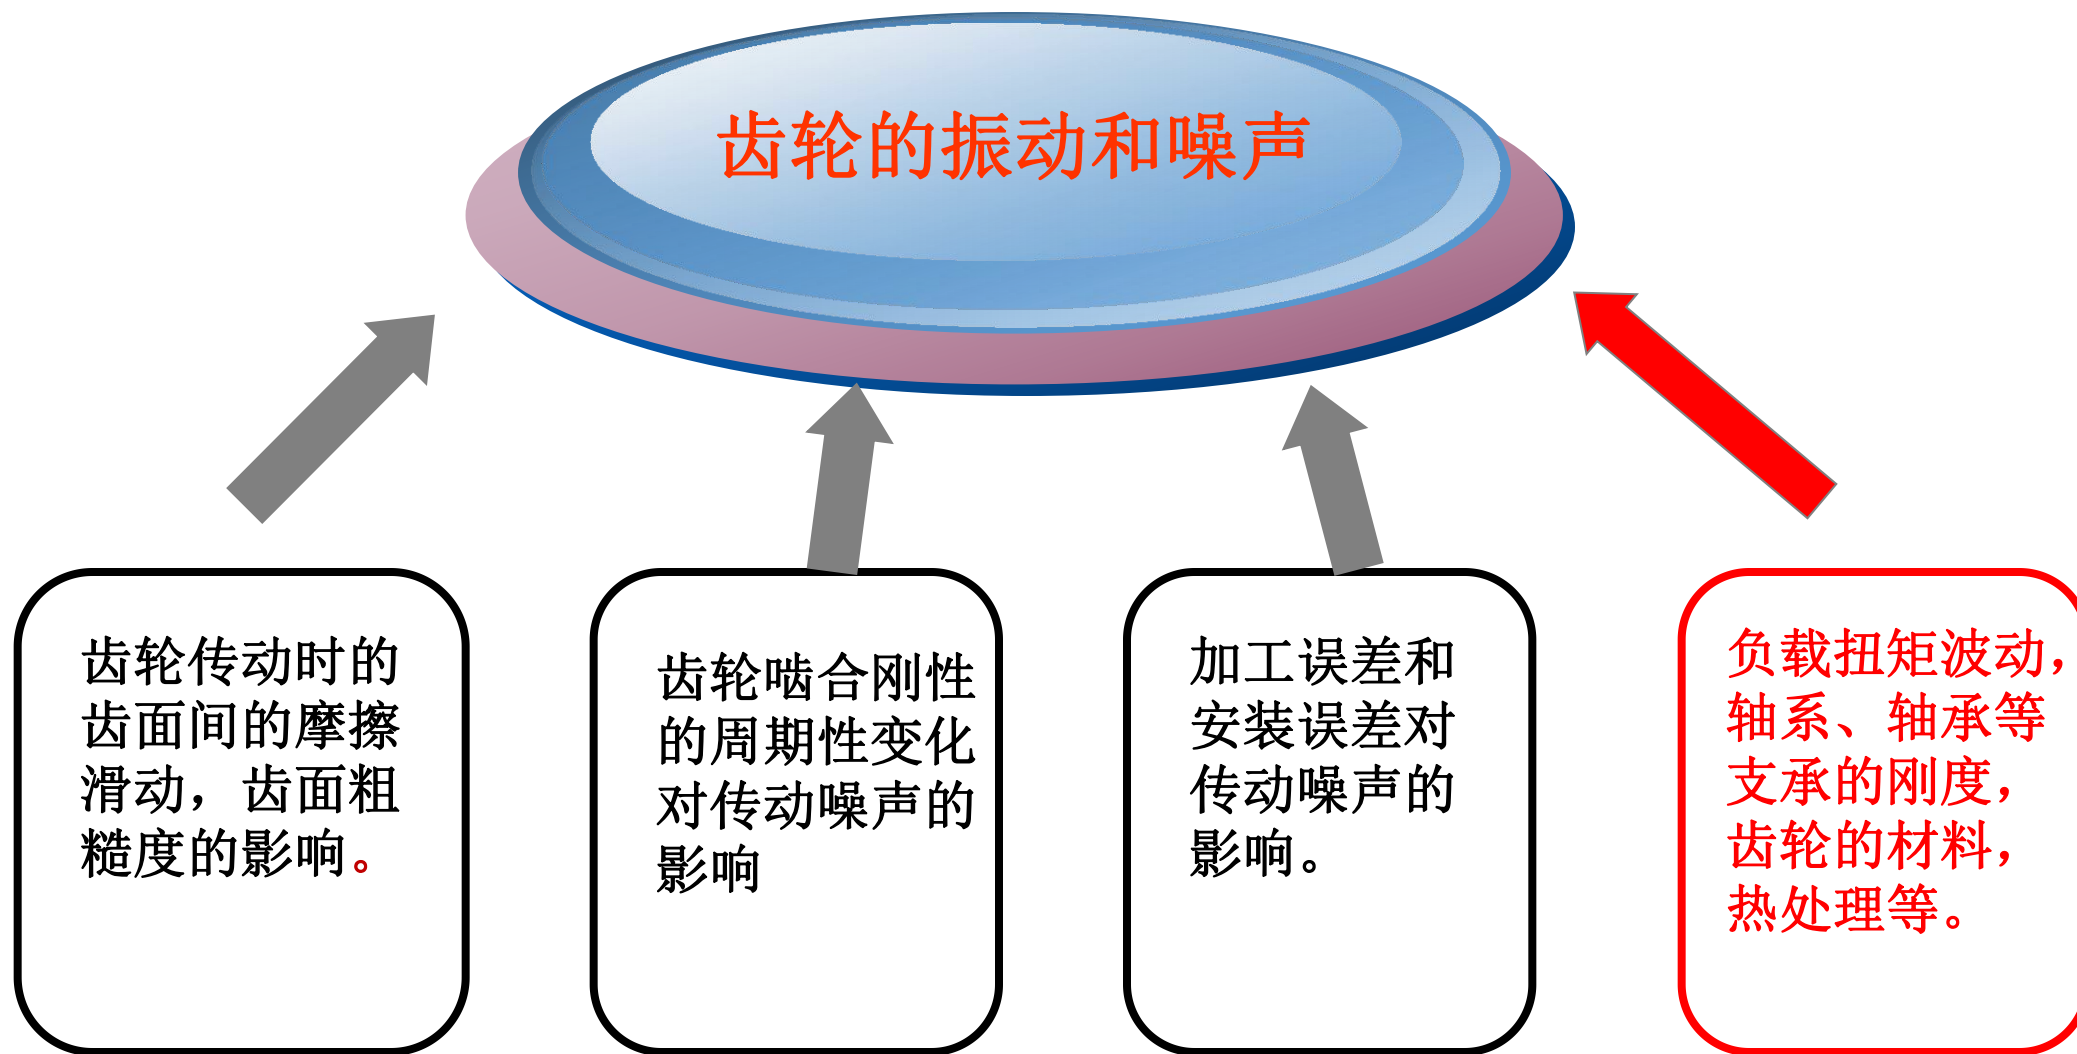 齿轮的振动和噪声
齿轮传动时的
齿面间的摩擦
滑动，齿面粗
糙度的影响。
齿轮啮合刚性
的周期性变化
对传动噪声的
影响
加工误差和
安装误差对
传动噪声的
影响。
负载扭矩波动，
轴系、轴承等
支承的刚度，
齿轮的材料，
热处理等。